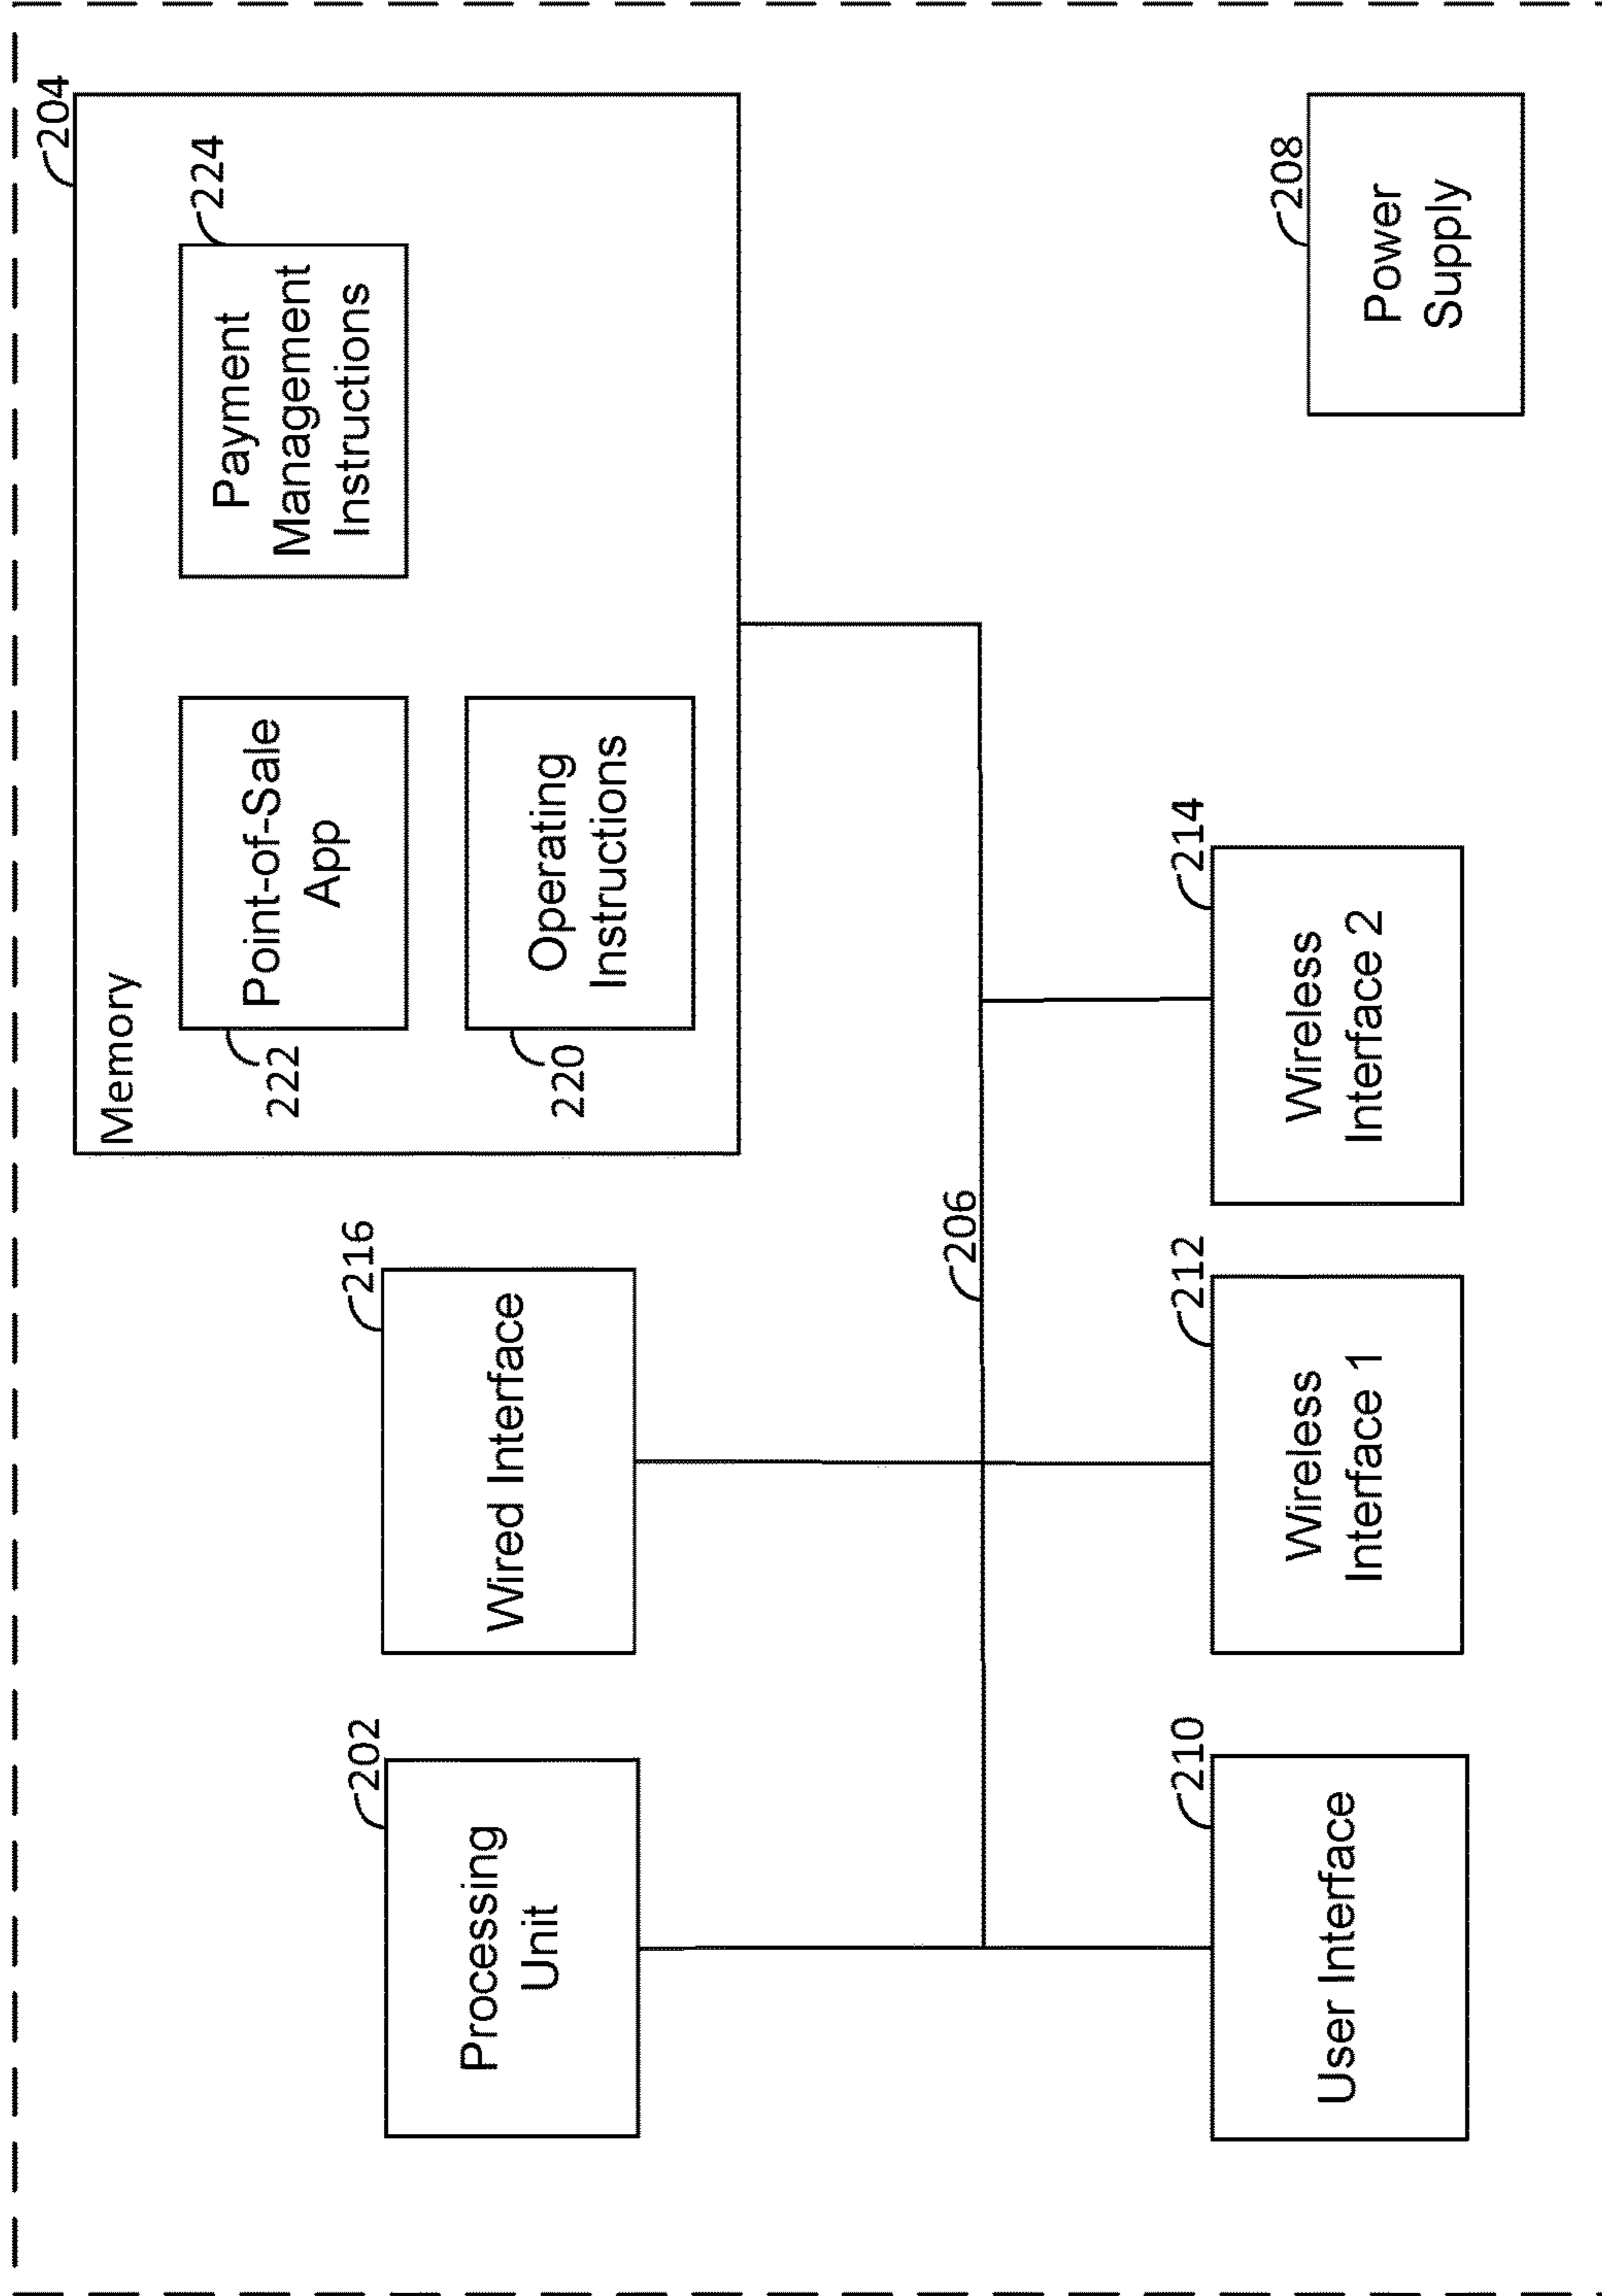 204
Memory
Point-of-Sale
App
222
Payment
Management
Instructions
224
Operating
Instructions
220
Processing
Unit
202
Wired Interface
216
206
User Interface
210
Wireless
Interface 1
212
Wireless
Interface 2
214
Power
Supply
208